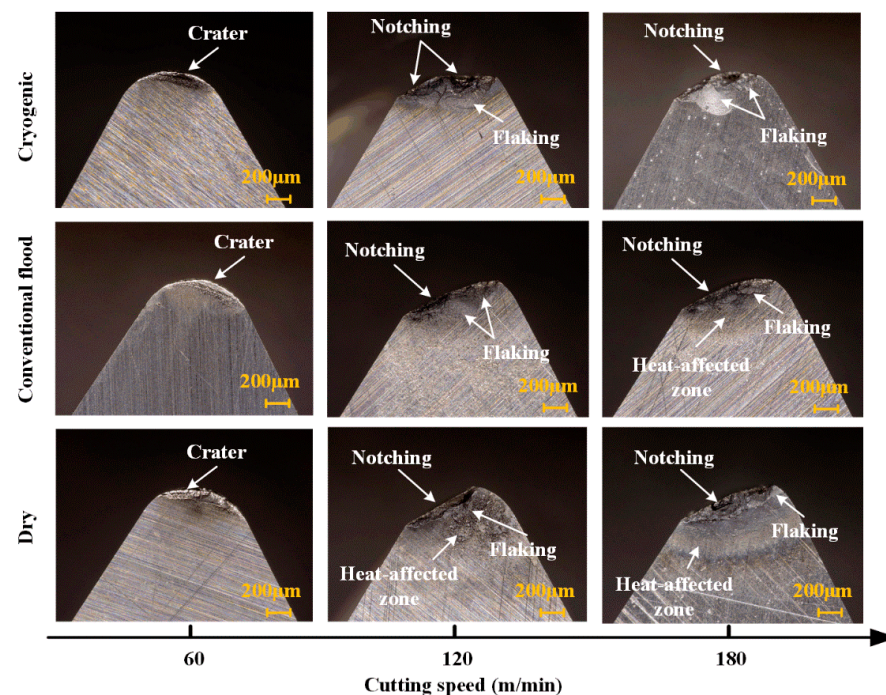 Cryogenic
Crater
200μm
Notching
Flaking
200μm
Notching
Flaking
200μm
Conventional flood
Crater
200μm
Notching
Flaking
200μm
Notching
Flaking
Heat-affected
zone
200μm
Dry
Crater
200μm
Notching
Flaking
Heat-affected
zone
200μm
Notching
Flaking
Heat-affected
zone
200μm
60
120
180
Cutting speed (m/min)